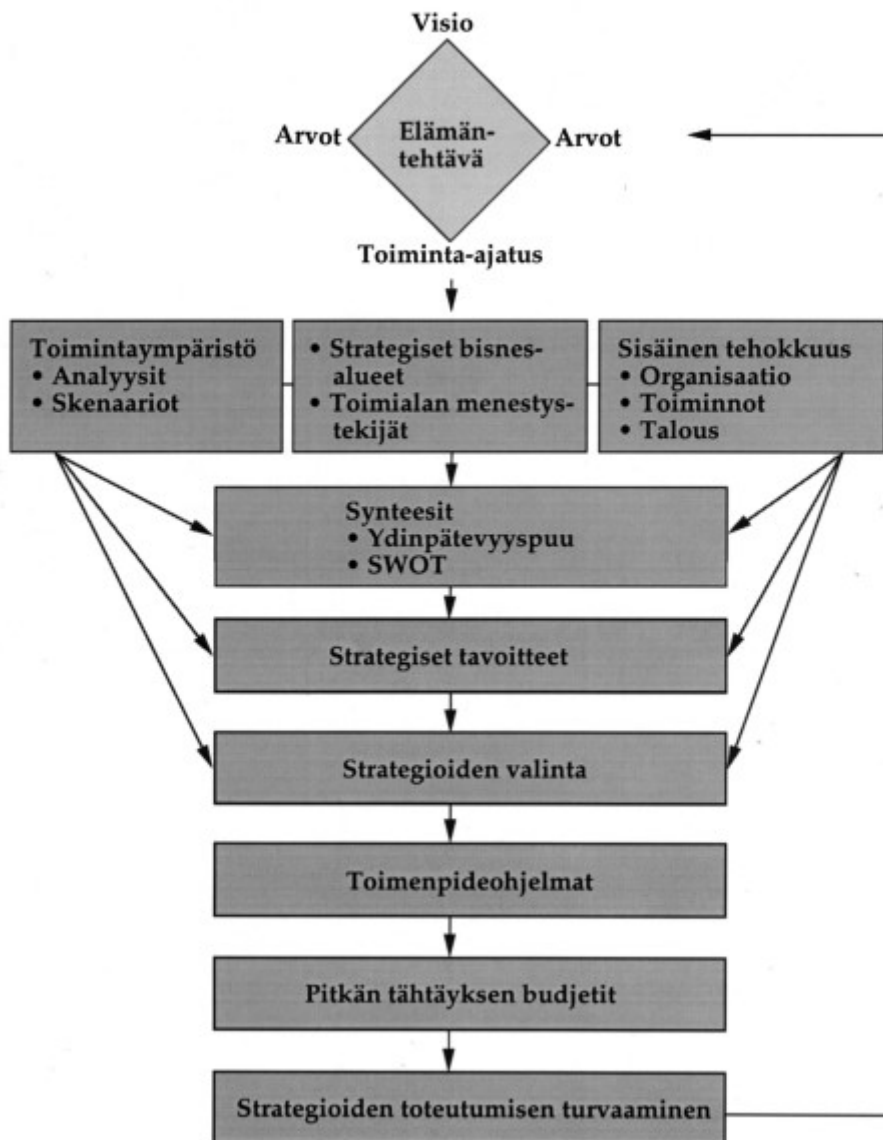 Visio
Arvot
Elämän-
tehtävä
Arvot
Toiminta-ajatus
Toimintaympäristö
• Analyysit
• Skenaariot
• Strategiset bisnes-
alueet
• Toimialan menestys-
tekijät
Sisäinen tehokkuus
• Organisaatio
• Toiminnot
• Talous
Synteesit
• Ydinpätevyyspuu
• SWOT
Strategiset tavoitteet
Strategioiden valinta
Toimenpideohjelmat
Pitkän tähtäyksen budjetit
Strategioiden toteutumisen turvaaminen